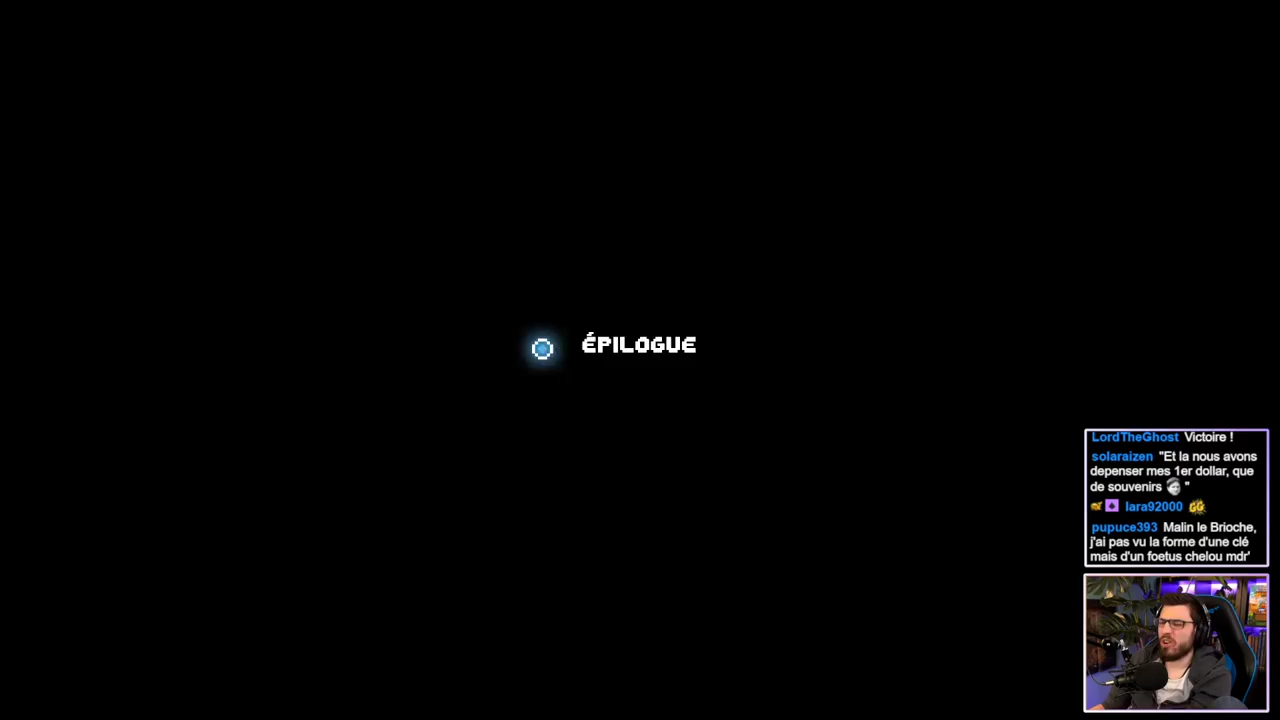 ÉPILOGUE
LordTheGhost Victoire !
solaraizen "Et la nous avons
depenser mes 1er dollar, que
de souvenirs "
lara92000 GG
pupuce393 Malin le Brioche,
j'ai pas vu la forme d'une clé
mais d'un foetus chelou mdr'